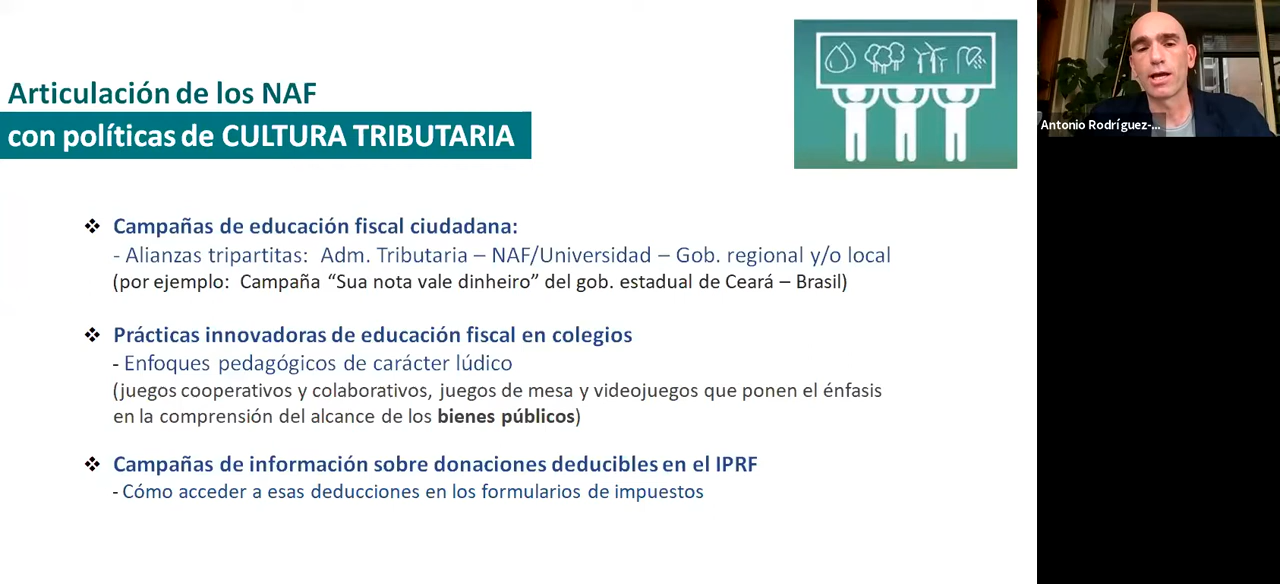 Articulación de los NAF
con políticas de CULTURA TRIBUTARIA
❖ Campañas de educación fiscal ciudadana:
- Alianzas tripartitas: Adm. Tributaria – NAF/Universidad – Gob. regional y/o local
(por ejemplo: Campaña “Sua nota vale dinheiro” del gob. estadual de Ceará – Brasil)
❖ Prácticas innovadoras de educación fiscal en colegios
- Enfoques pedagógicos de carácter lúdico
(juegos cooperativos y colaborativos, juegos de mesa y videojuegos que ponen el énfasis
en la comprensión del alcance de los bienes públicos)
❖ Campañas de información sobre donaciones deducibles en el IPRF
- Cómo acceder a esas deducciones en los formularios de impuestos
Antonio Rodríguez-...